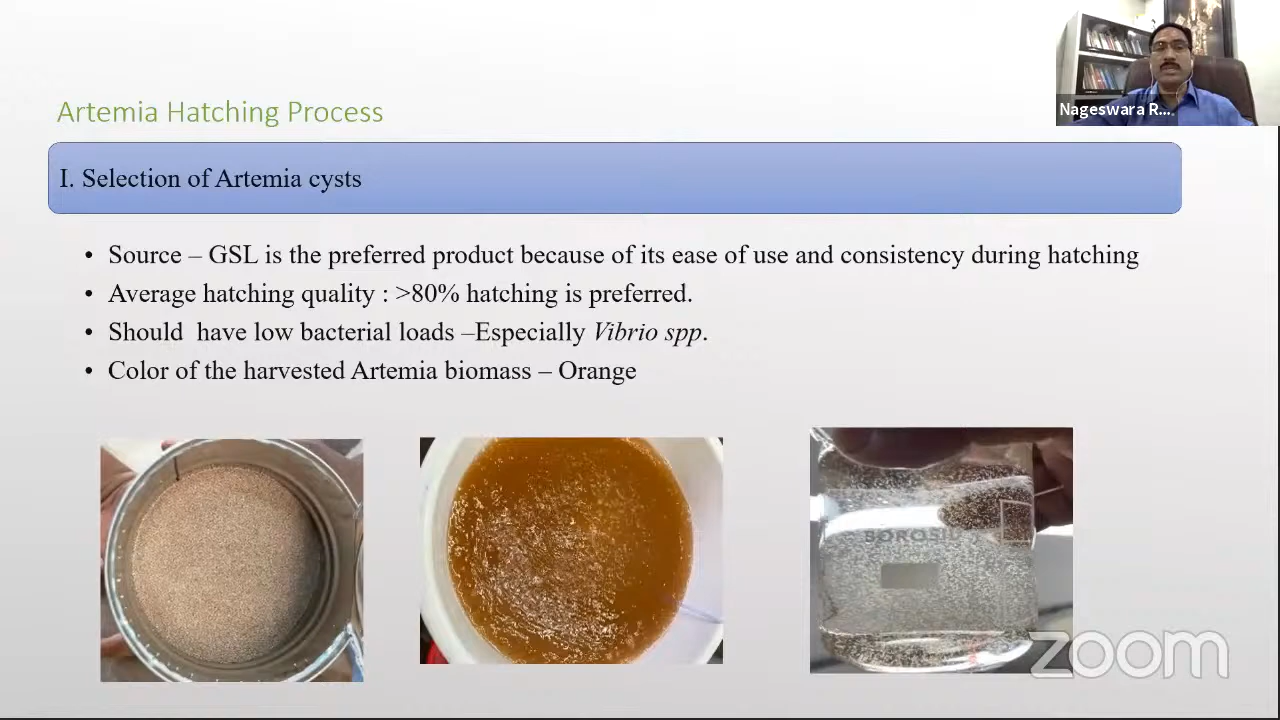 Artemia Hatching Process
Nageswara R...
I. Selection of Artemia cysts
• Source – GSL is the preferred product because of its ease of use and consistency during hatching
• Average hatching quality : >80% hatching is preferred.
• Should have low bacterial loads –Especially Vibrio spp.
• Color of the harvested Artemia biomass – Orange
BOROSIL
zoom